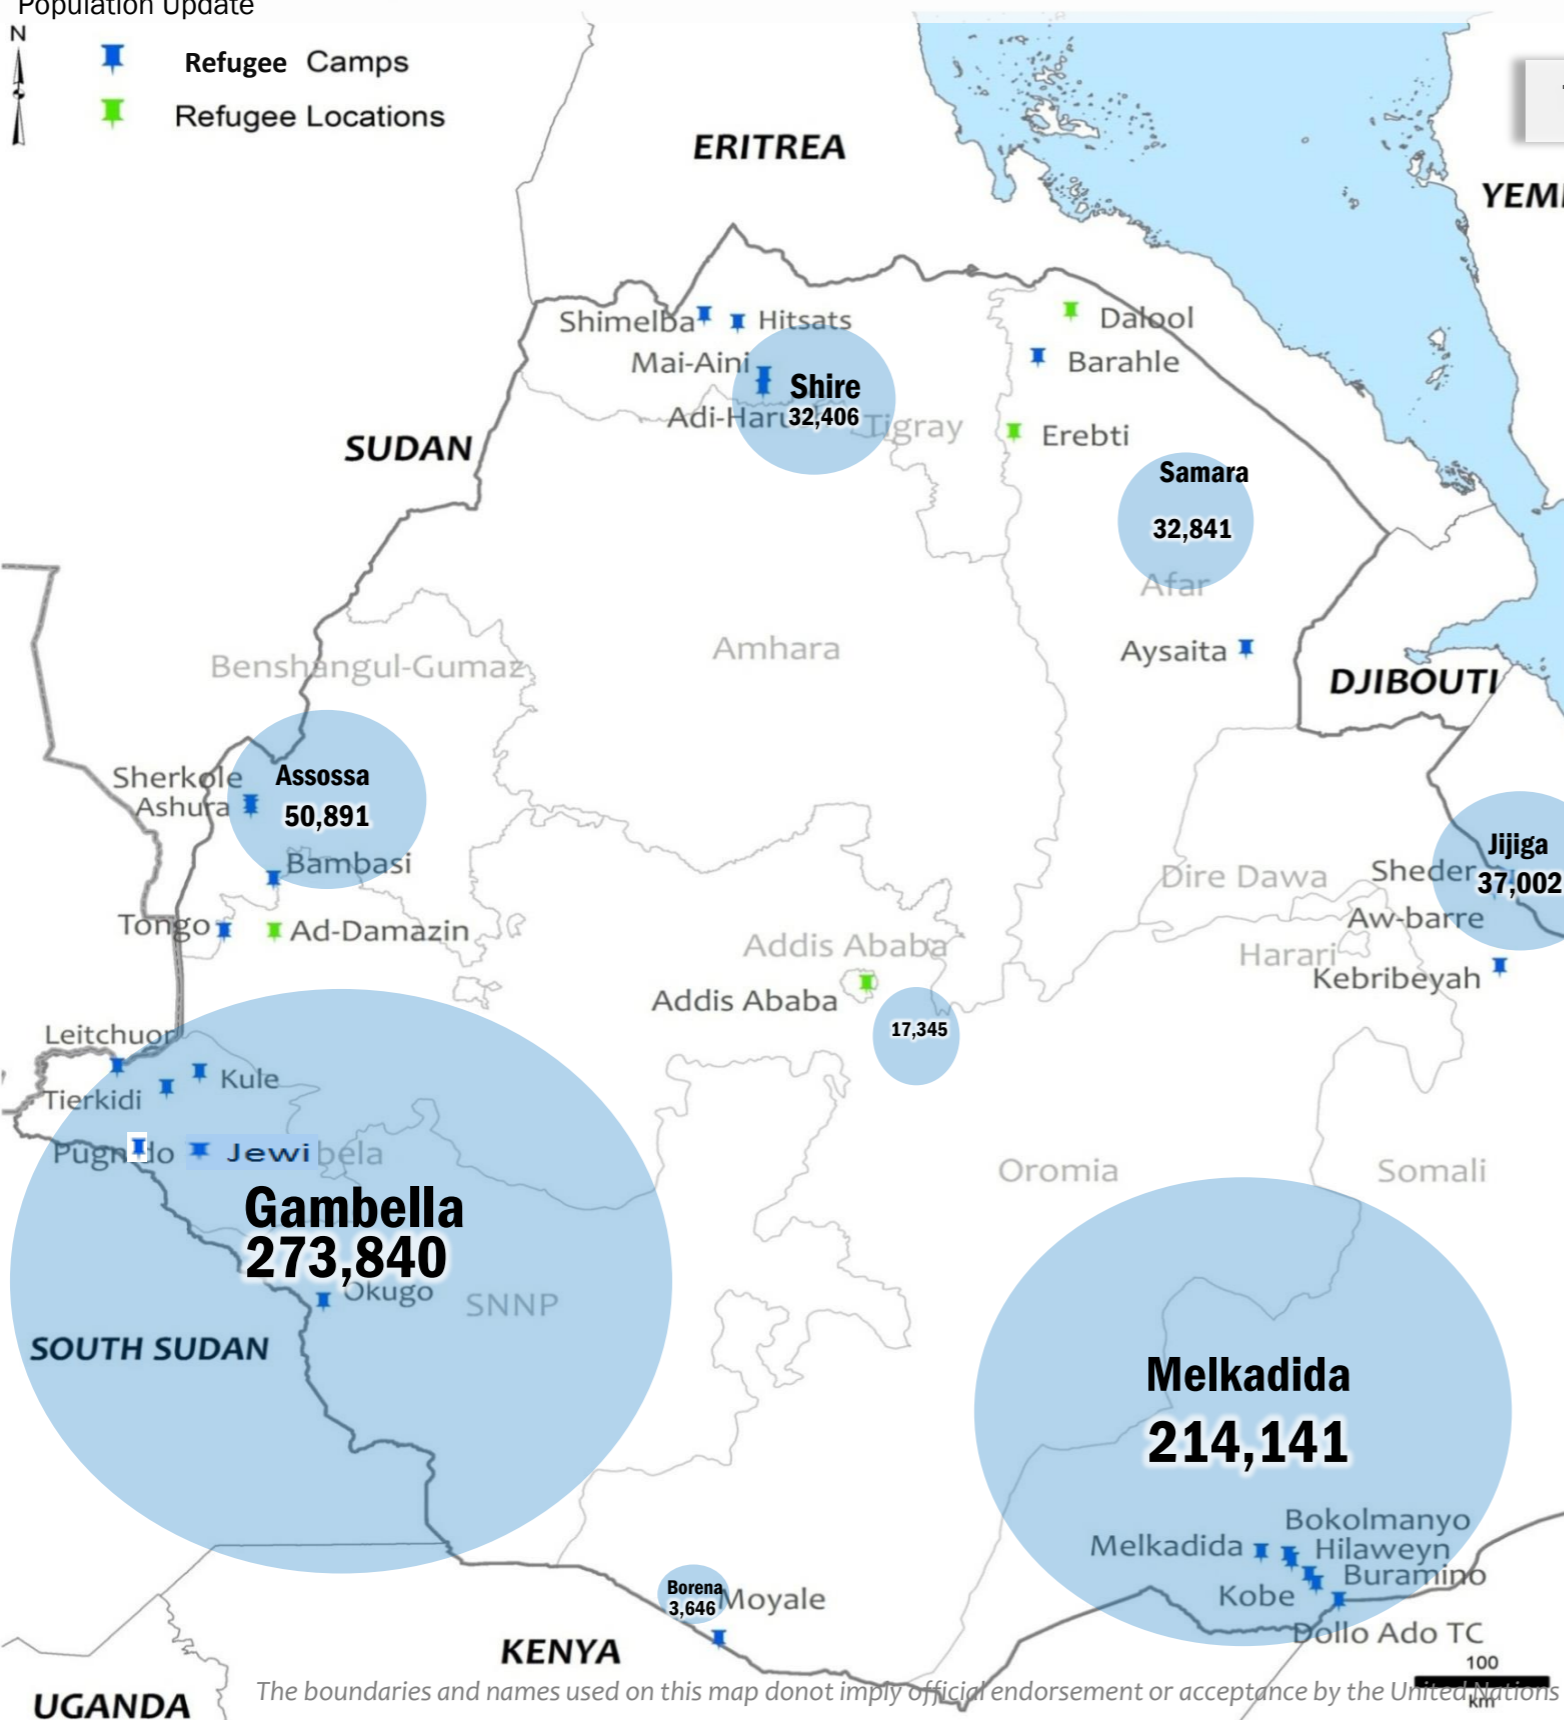 Population Update
N
Refugee Camps
Refugee Locations
ERITREA
Shimelba
Hitsats
Dalool
Mai-Aini
Barahle
Shire
32,406
Tigray
Erebti
SUDAN
Samara
32,841
Afar
Aysaita
Amhara
Benshangul-Gumaz
DJIBOUTI
Sherkole
Ashura
Assossa
50,891
Bambasi
Tongo
Ad-Damazin
Jijiga
37,002
Sheder
Dire Dawa
Aw-barre
Harari
Kebribeyah
Addis Ababa
Addis Ababa
17,345
Leitchuor
Kule
Tierkidi
Jewi
Gambella
273,840
Okugo
SNNP
SOUTH SUDAN
Oromia
Somali
Melkadida
214,141
Bokolmanyo
Melkadida
Hilaweyn
Buramino
Kobe
Dollo Ado TC
Borena
3,646
Moyale
KENYA
UGANDA
100
km
The boundaries and names used on this map donot imply official endorsement or acceptance by the United Nations